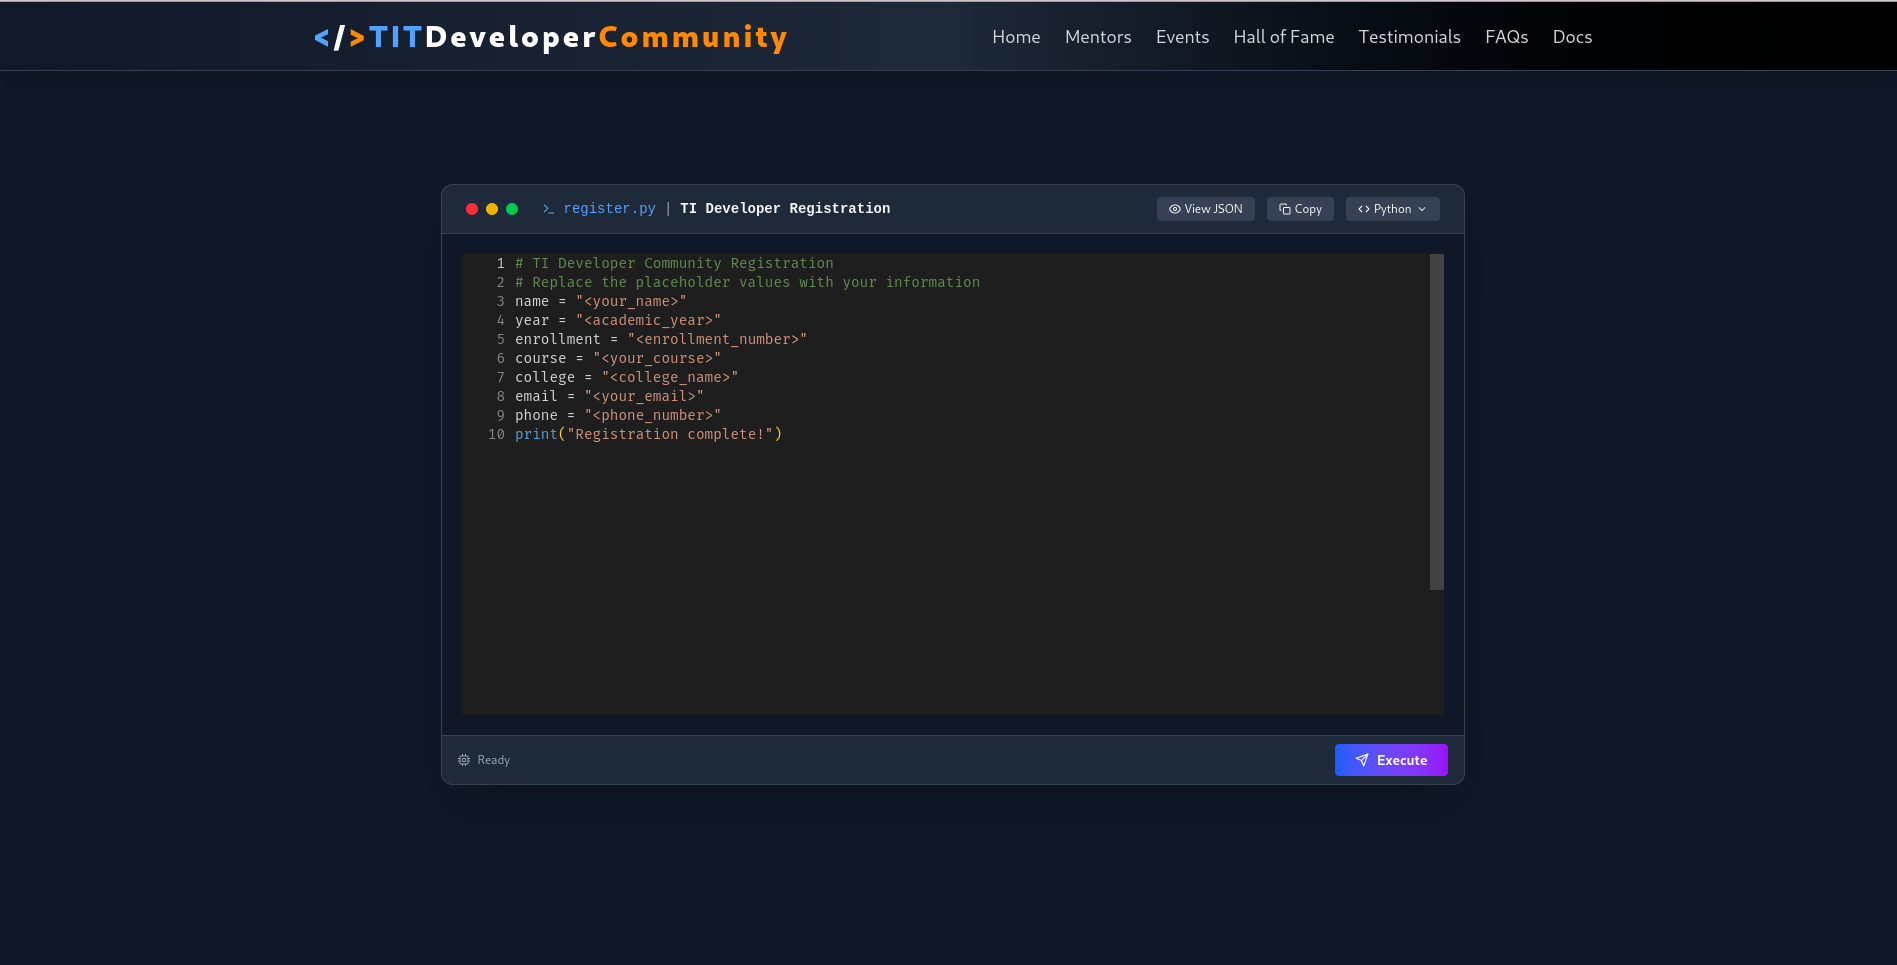 </>TITDeveloperCommunity
Home Mentors Events Hall of Fame Testimonials FAQs Docs
>_ register.py | TI Developer Registration
View JSON Copy <> Python
1 # TI Developer Community Registration
2 # Replace the placeholder values with your information
3 name = "<your_name>"
4 year = "<academic_year>"
5 enrollment = "<enrollment_number>"
6 course = "<your_course>"
7 college = "<college_name>"
8 email = "<your_email>"
9 phone = "<phone_number>"
10 print("Registration complete!")
Ready
Execute